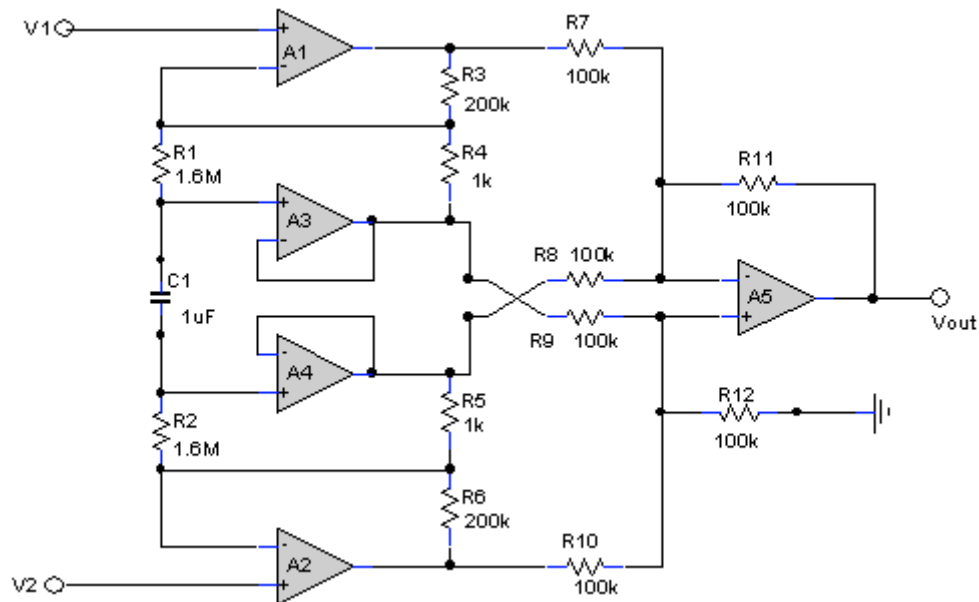 V1
+
-
A1
R3
200k
R7
100k
R1
1.6M
R4
1k
+
-
A3
R11
100k
C1
1uF
R8 100k
R9 100k
-
+
A5
Vout
-
+
A4
R12
100k
R2
1.6M
R5
1k
R6
200k
-
+
A2
V2
R10
100k